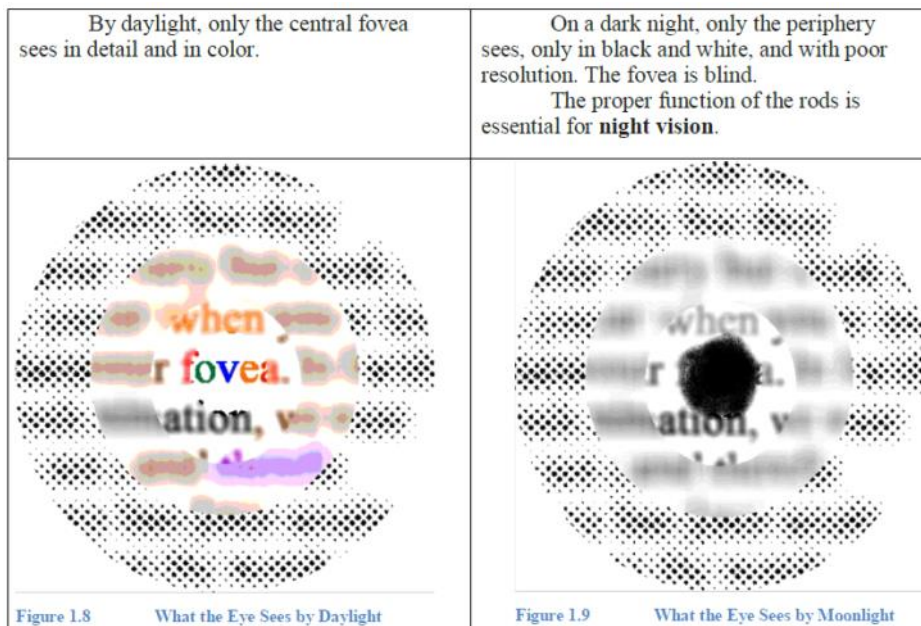 By daylight, only the central fovea
sees in detail and in color.
On a dark night, only the periphery
sees, only in black and white, and with poor
resolution. The fovea is blind.
The proper function of the rods is
essential for night vision.
when
r fovea.
ation, v
when
r f a.
ation, v
Figure 1.8 What the Eye Sees by Daylight
Figure 1.9 What the Eye Sees by Moonlight